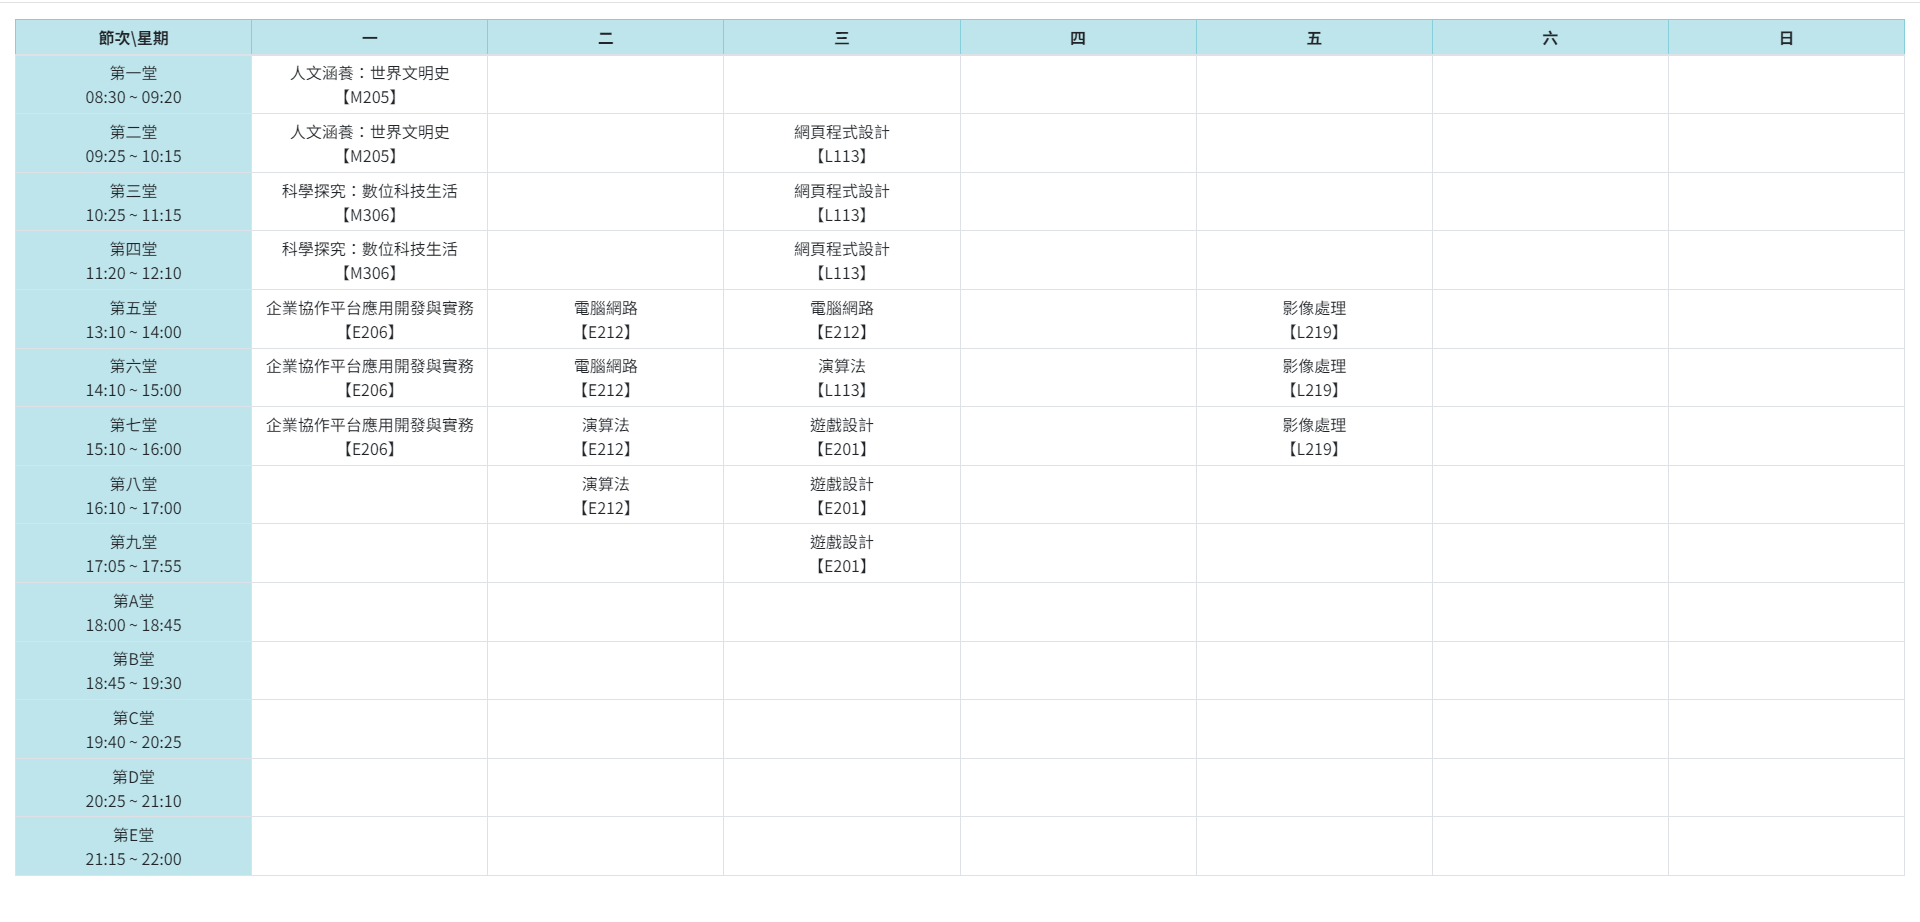 節次\星期 一 二 三 四 五 六 日
第一堂 人文涵養：世界文明史
08:30 ~ 09:20 【M205】
第二堂 人文涵養：世界文明史 網頁程式設計
09:25 ~ 10:15 【M205】 【L113】
第三堂 科學探究：數位科技生活 網頁程式設計
10:25 ~ 11:15 【M306】 【L113】
第四堂 科學探究：數位科技生活 網頁程式設計
11:20 ~ 12:10 【M306】 【L113】
第五堂 企業協作平台應用開發與實務 電腦網路 電腦網路 影像處理
13:10 ~ 14:00 【E206】 【E212】 【E212】 【L219】
第六堂 企業協作平台應用開發與實務 電腦網路 演算法 影像處理
14:10 ~ 15:00 【E206】 【E212】 【L113】 【L219】
第七堂 企業協作平台應用開發與實務 演算法 遊戲設計 影像處理
15:10 ~ 16:00 【E206】 【E212】 【E201】 【L219】
第八堂 演算法 遊戲設計
16:10 ~ 17:00 【E212】 【E201】
第九堂 遊戲設計
17:05 ~ 17:55 【E201】
第A堂
18:00 ~ 18:45
第B堂
18:45 ~ 19:30
第C堂
19:40 ~ 20:25
第D堂
20:25 ~ 21:10
第E堂
21:15 ~ 22:00